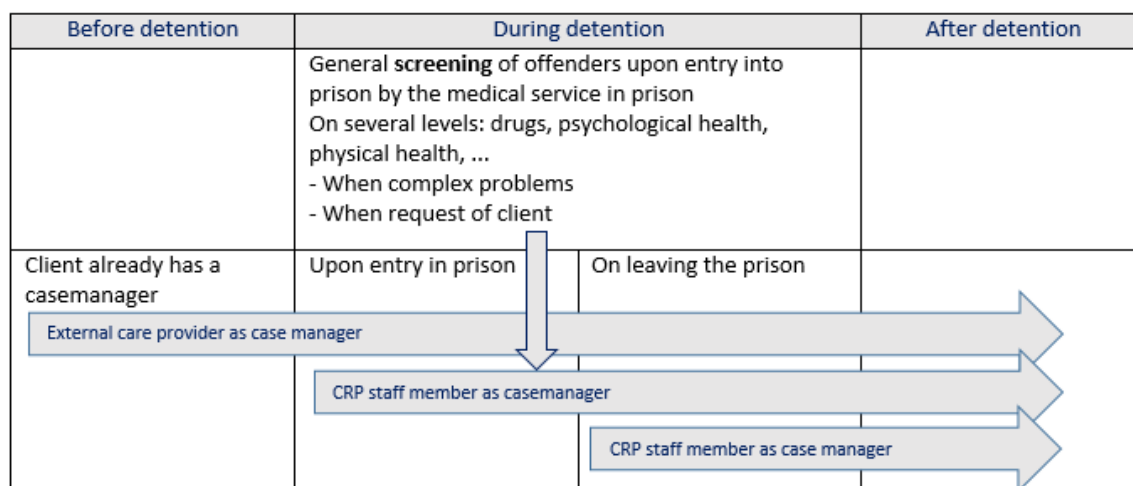 Before detention
During detention
After detention
General screening of offenders upon entry into
prison by the medical service in prison
On several levels: drugs, psychological health,
physical health, ...
- When complex problems
- When request of client
Client already has a
casemanager
Upon entry in prison
On leaving the prison
External care provider as case manager
CRP staff member as casemanager
CRP staff member as case manager